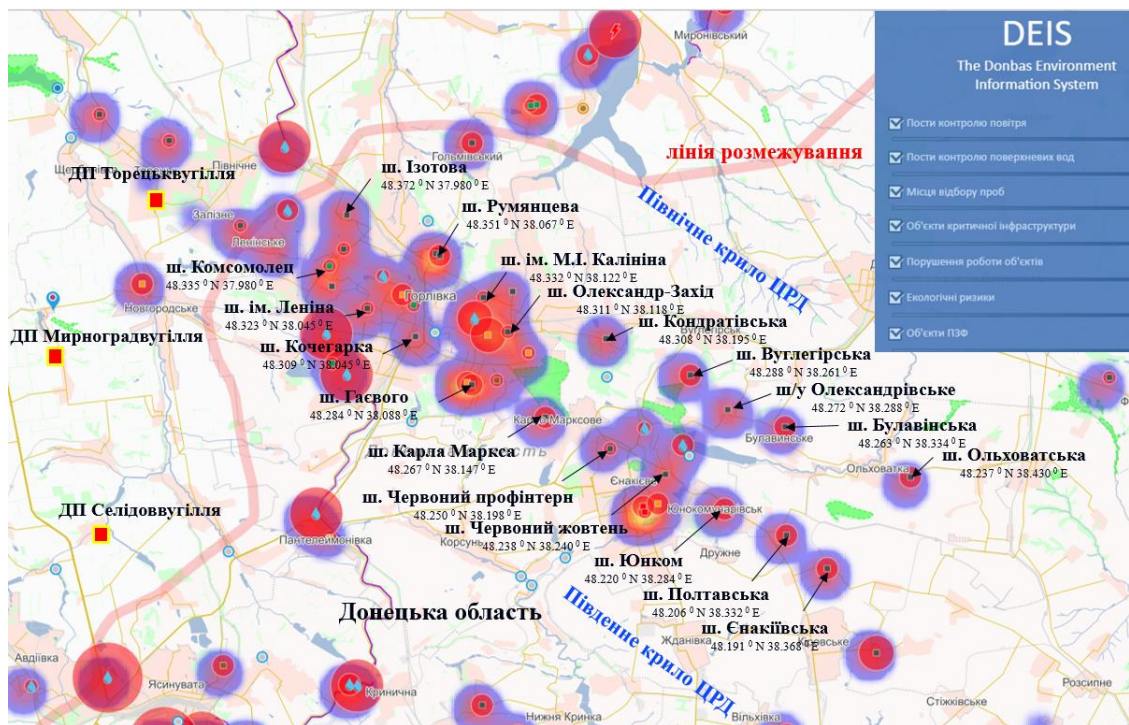 DEIS
The Donbas Environment
Information System
Пости контролю повітря
Пости контролю поверхневих вод
Місця відбору проб
Об'єкти критичної інфраструктури
Порушення роботи об'єктів
Екологічні ризики
Об'єкти ПЗФ
Миронівський
лінія розмежування
Гольмівський
Північне
ДП Торецьквугілля
ш. Ізотова
48.372 ⁰ N 37.980 ⁰ E
Північне крило ЦРД
Залізне
Ленінське
ш. Румянцева
48.351 ⁰ N 38.067 ⁰ E
ш. ім. М.І. Калініна
48.332 ⁰ N 38.122 ⁰ E
ш. Комсомолец
48.335 ⁰ N 37.980 ⁰ E
Горлівка
ш. Олександр-Захід
48.311 ⁰ N 38.118 ⁰ E
Новгородське
ш. ім. Леніна
48.323 ⁰ N 38.045 ⁰ E
ш. Кондратівська
48.308 ⁰ N 38.195 ⁰ E
Вуглегірськ
ДП Мирноградвугілля
ш. Кочегарка
48.309 ⁰ N 38.045 ⁰ E
ш. Вуглегірська
48.288 ⁰ N 38.261 ⁰ E
ш. Гаєвого
48.284 ⁰ N 38.088 ⁰ E
ш/у Олександрівське
48.272 ⁰ N 38.288 ⁰ E
Карло-Марксове
ш. Булавінська
48.263 ⁰ N 38.334 ⁰ E
Булавинське
ш. Карла Маркса
48.267 ⁰ N 38.147 ⁰ E
ш. Ольховатська
48.237 ⁰ N 38.430 ⁰ E
Ольховатка
Єнакієве
ш. Червоний профінтерн
48.250 ⁰ N 38.198 ⁰ E
ДП Селідоввугілля
Юнокомунарівськ
ш. Червоний жовтень
48.238 ⁰ N 38.240 ⁰ E
Пантелеймонівка
Корсунь
Дружне
ш. Юнком
48.220 ⁰ N 38.284 ⁰ E
ш. Полтавська
48.206 ⁰ N 38.332 ⁰ E
Донецька область
Південне крило ЦРД
ш. Єнакіївська
48.191 ⁰ N 38.368 ⁰ E
Жданівка
Кіровське
Авдіївка
Ясинувата
Кринична
Розсипне
Стіжківське
Нижня Кринка
Вільхівка